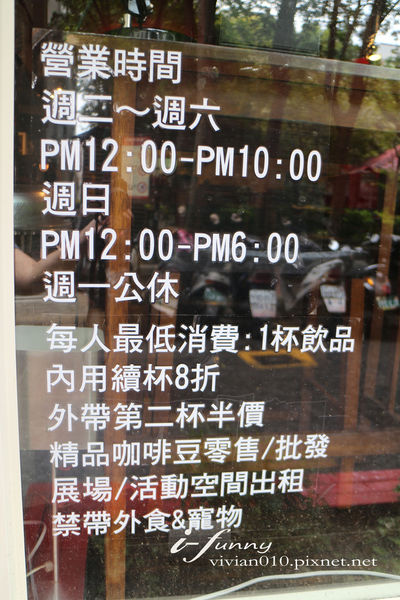 營業時間
週二～週六
PM12:00-PM10:00
週日
PM12:00-PM6:00
週一公休
每人最低消費:1杯飲品
內用續杯8折
外帶第二杯半價
精品咖啡豆零售/批發
展場/活動空間出租
禁帶外食&寵物
i-funny
vivian010.pixnet.net